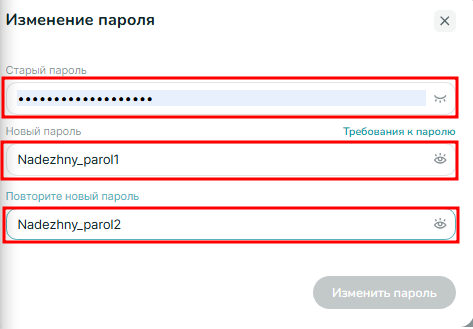 Изменение пароля
Старый пароль
•••••••••••••••••••
Новый пароль Требования к паролю
Nadezhny_parol1
Повторите новый пароль
Nadezhny_parol2
Изменить пароль